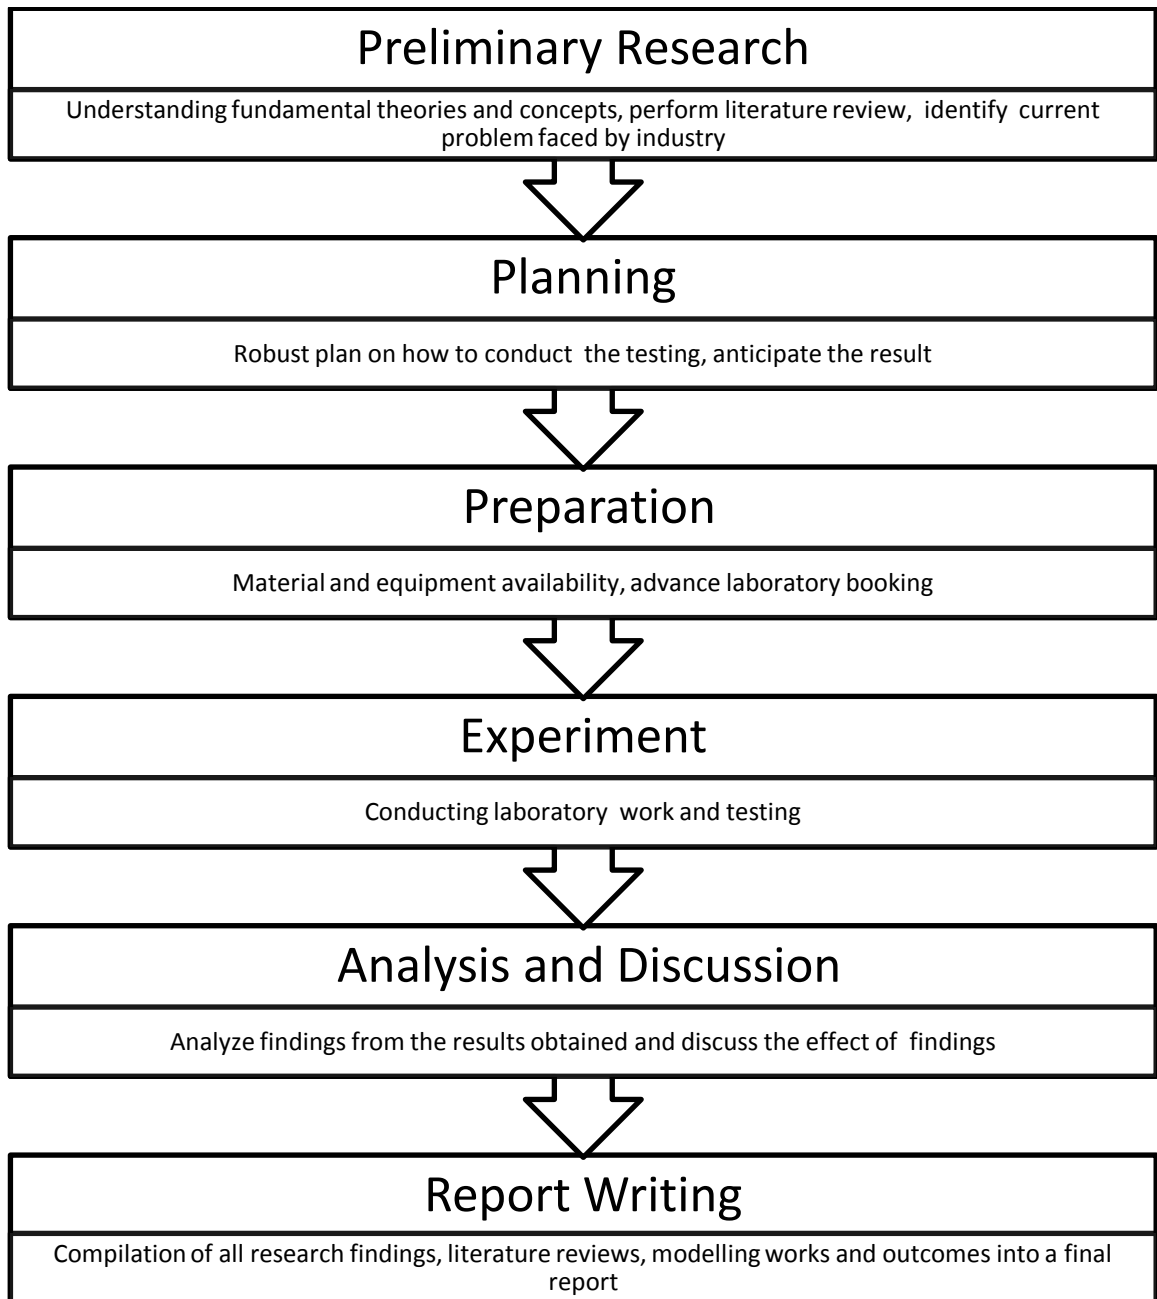 Preliminary Research
Understanding fundamental theories and concepts, perform literature review, identify current
problem faced by industry
Planning
Robust plan on how to conduct the testing, anticipate the result
Preparation
Material and equipment availability, advance laboratory booking
Experiment
Conducting laboratory work and testing
Analysis and Discussion
Analyze findings from the results obtained and discuss the effect of findings
Report Writing
Compilation of all research findings, literature reviews, modelling works and outcomes into a final
report